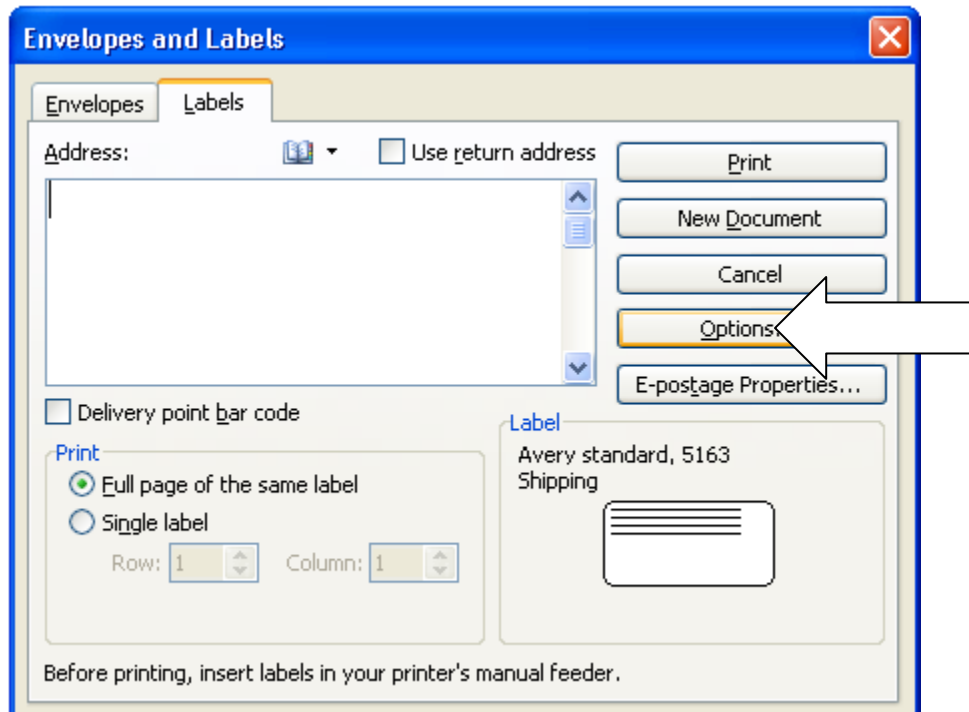 Envelopes and Labels
Envelopes Labels
Address: Use return address
Print
New Document
Cancel
Options
E-postage Properties...
Delivery point bar code
Print
Full page of the same label
Single label
Row: 1 Column: 1
Label
Avery standard, 5163
Shipping
Before printing, insert labels in your printer's manual feeder.